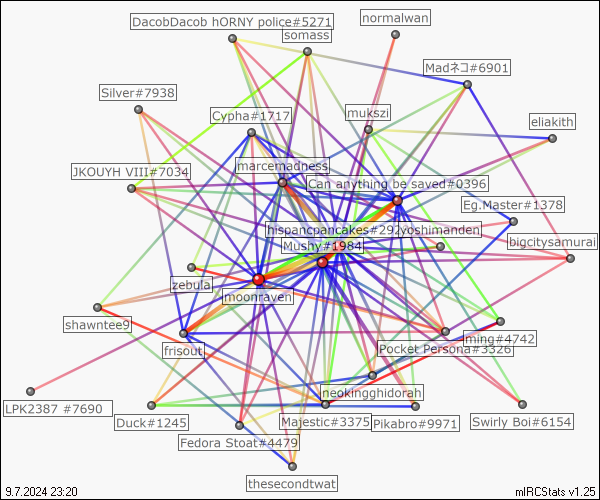 normalwan
DacobDacob hORNY police#5271
somass
Madネコ#6901
Silver#7938
Cypha#1717
mukszi
eliakith
marcemadness
JKOUYH VIII#7034
Can anything be saved#0396
Eg.Master#1378
hispancpancakes#292yoshimanden
Mushy#1984
bigcitysamurai
zebula
moonraven
shawntee9
ming#4742
frisout
Pocket Persona#3326
neokingghidorah
LPK2387 #7690
Duck#1245
Majestic#3375
Pikabro#9971
Swirly Boi#6154
Fedora Stoat#4479
thesecondtwat
9.7.2024 23:20
mIRCStats v1.25